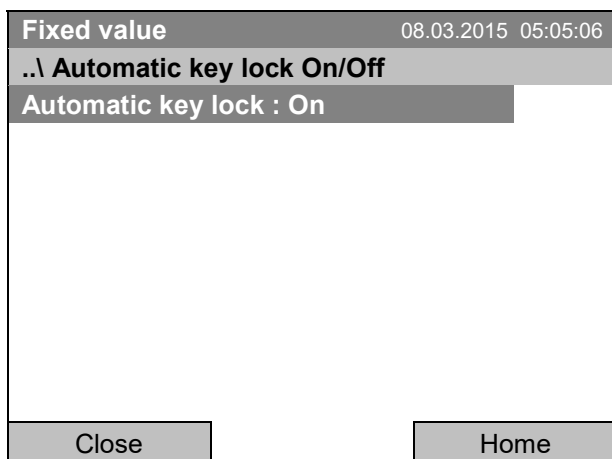 Fixed value 08.03.2015 05:05:06
..\ Automatic key lock On/Off
Automatic key lock : On
Close Home